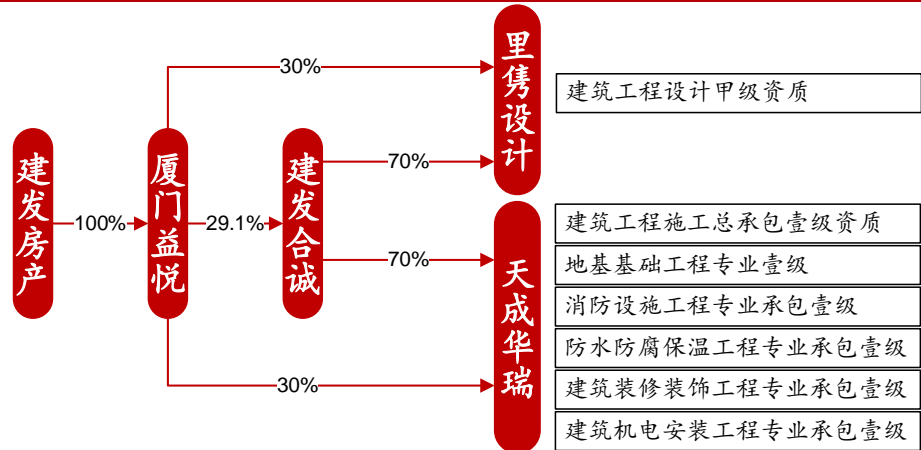 建发房产
100%
厦门益悦
29.1%
建发合诚
30%
70%
70%
30%
里隽设计
建筑工程设计甲级资质
天成华瑞
建筑工程施工总承包壹级资质
地基基础工程专业壹级
消防设施工程专业承包壹级
防水防腐保温工程专业承包壹级
建筑装修装饰工程专业承包壹级
建筑机电安装工程专业承包壹级